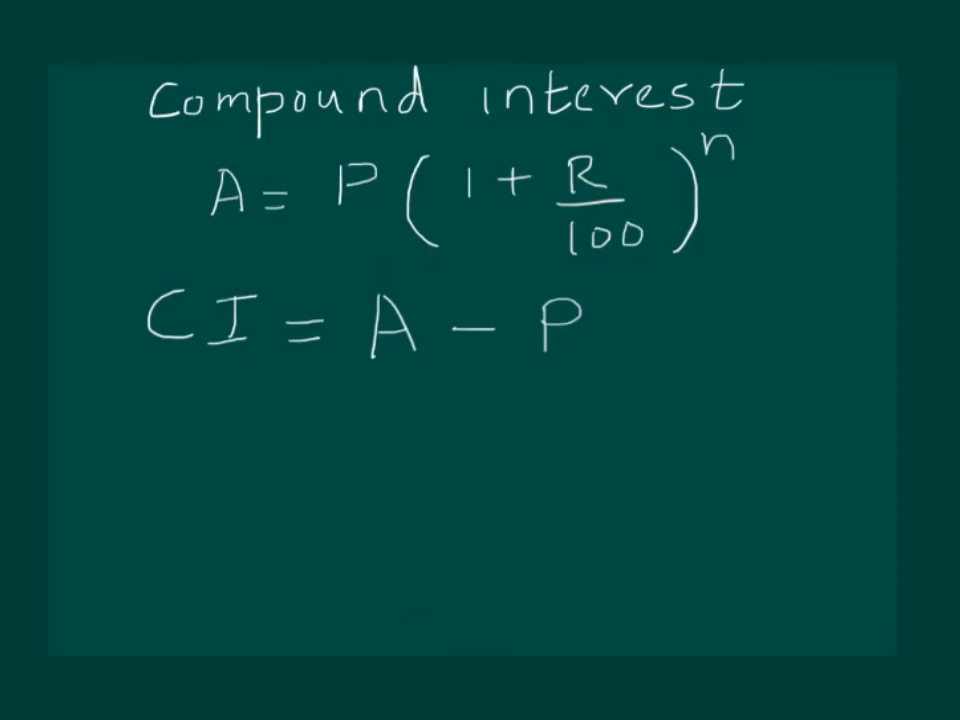 Compound interest
A = P ( 1 + R / 100 )^n
CI = A - P